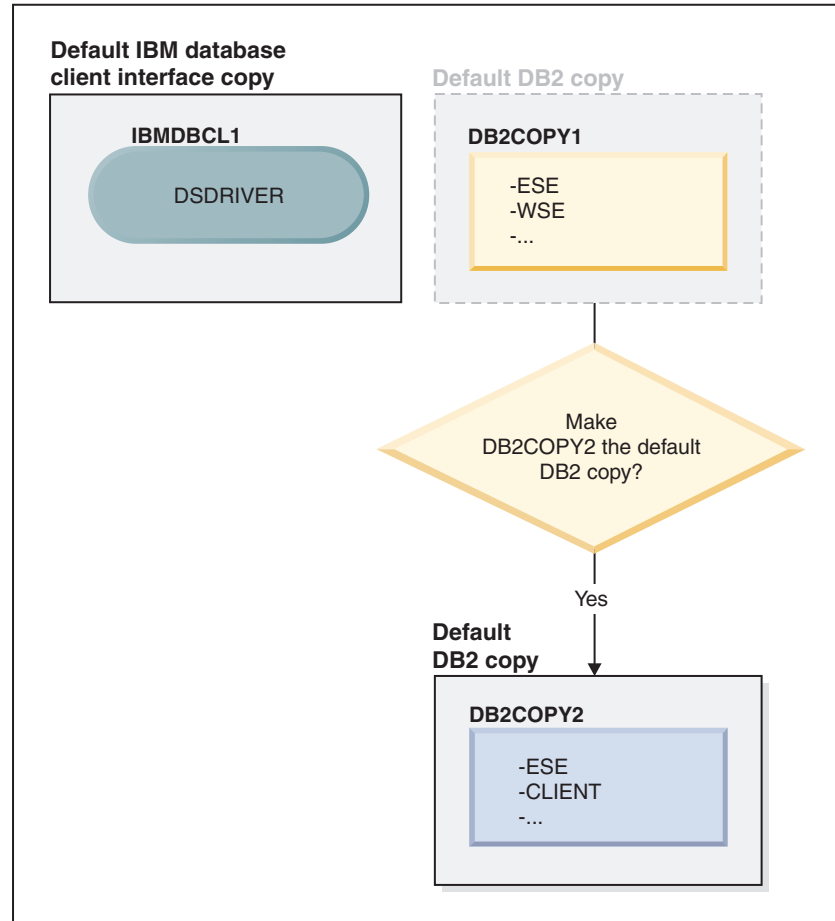 Default IBM database
client interface copy
IBMDBCL1
DSDRIVER
Default DB2 copy
DB2COPY1
-ESE
-WSE
-...
Make
DB2COPY2 the default
DB2 copy?
Yes
Default
DB2 copy
DB2COPY2
-ESE
-CLIENT
-...